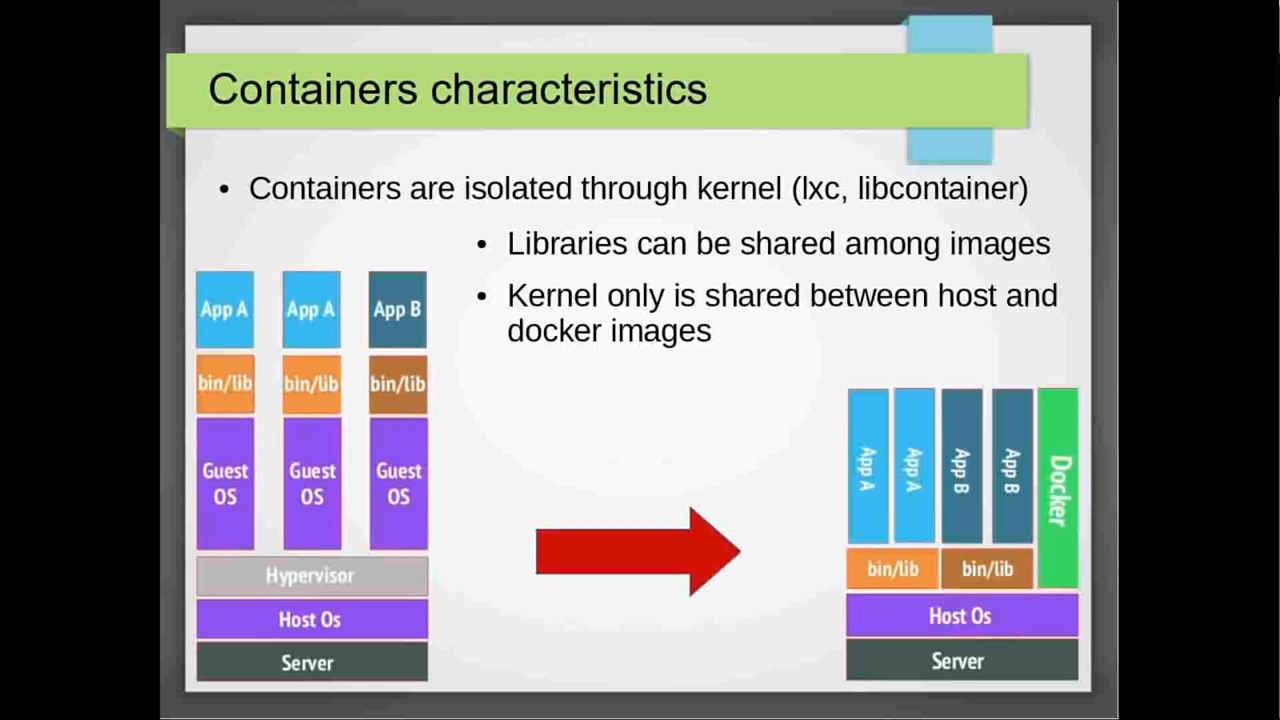 Containers characteristics
• Containers are isolated through kernel (lxc, libcontainer)
• Libraries can be shared among images
• Kernel only is shared between host and
docker images
App A
App A
App B
bin/lib
bin/lib
bin/lib
Guest
OS
Guest
OS
Guest
OS
Hypervisor
Host Os
Server
App A
App A
App B
App B
Docker
bin/lib
bin/lib
Host Os
Server